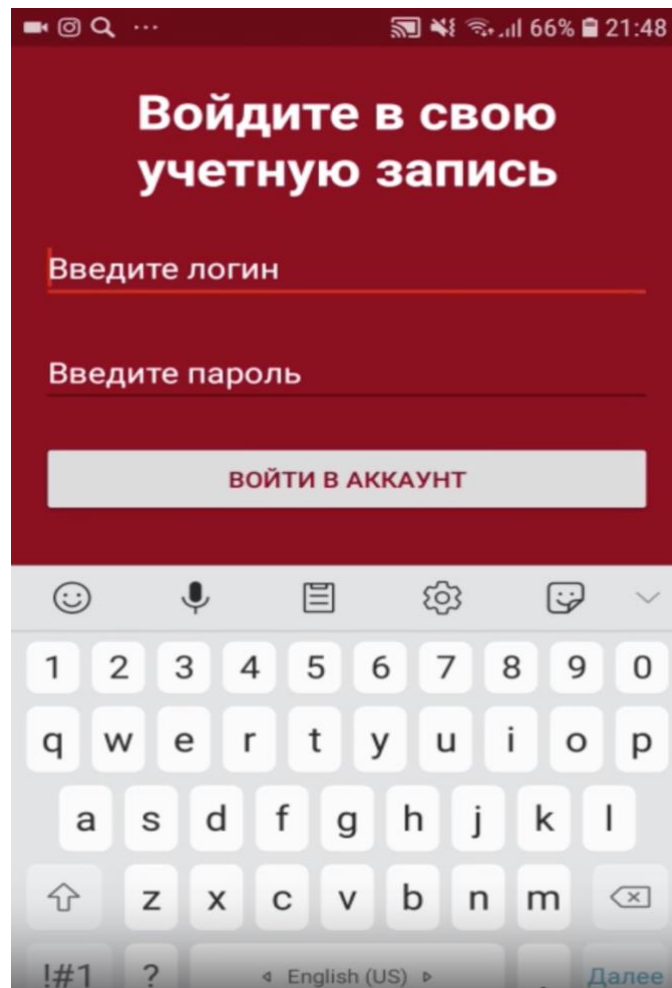 66% 21:48
Войдите в свою
учетную запись
Введите логин
Введите пароль
ВОЙТИ В АККАУНТ
1 2 3 4 5 6 7 8 9 0
q w e r t y u i o p
a s d f g h j k l
z x c v b n m
!#1 ? English (US) Далее